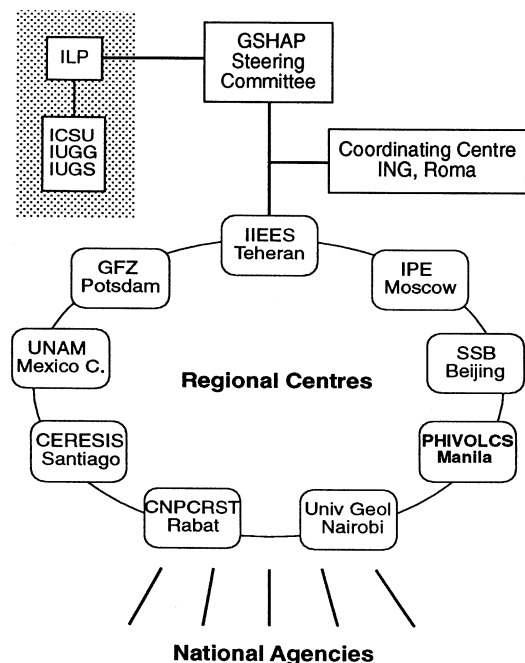 ILP
GSHAP
Steering
Committee
ICSU
IUGG
IUGS
Coordinating Centre
ING, Roma
IIEES
Teheran
GFZ
Potsdam
IPE
Moscow
UNAM
Mexico C.
SSB
Beijing
Regional Centres
CERESIS
Santiago
PHIVOLCS
Manila
CNPCRST
Rabat
Univ Geol
Nairobi
National Agencies